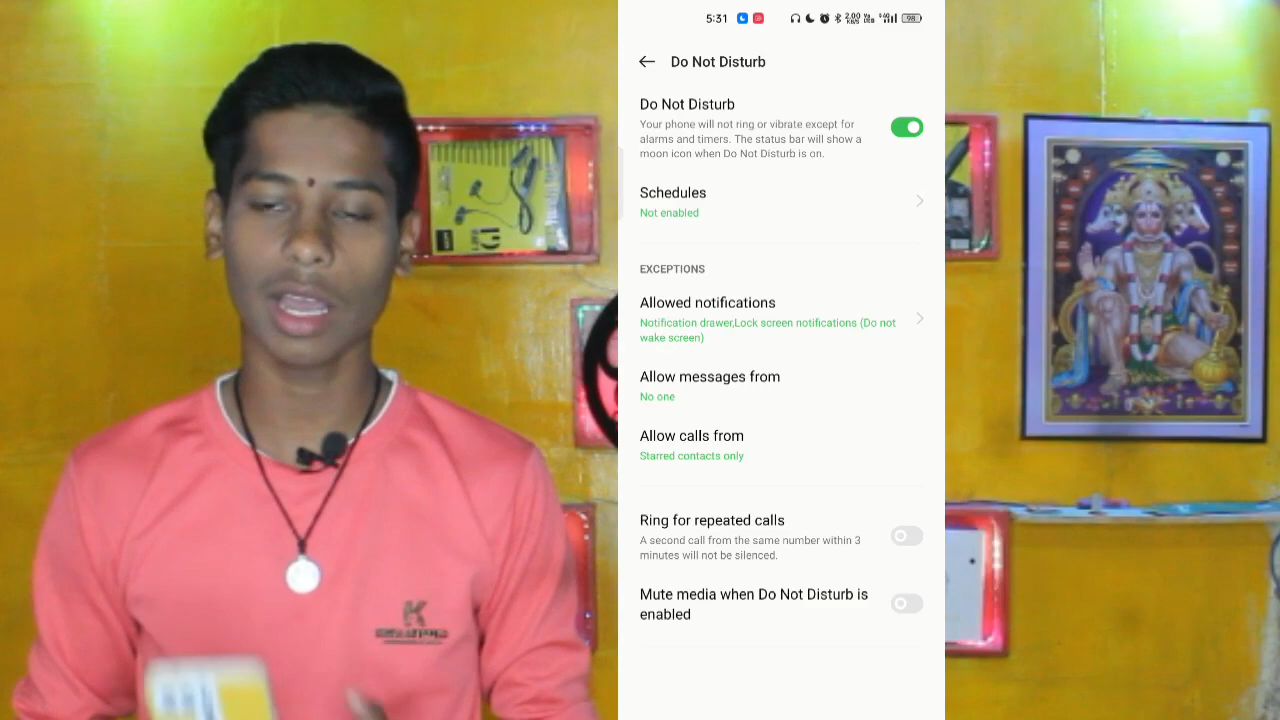 5:31
2.00
KB/S
98
Do Not Disturb
Do Not Disturb
Your phone will not ring or vibrate except for
alarms and timers. The status bar will show a
moon icon when Do Not Disturb is on.
Schedules
Not enabled
EXCEPTIONS
Allowed notifications
Notification drawer,Lock screen notifications (Do not
wake screen)
Allow messages from
No one
Allow calls from
Starred contacts only
Ring for repeated calls
A second call from the same number within 3
minutes will not be silenced.
Mute media when Do Not Disturb is
enabled
K